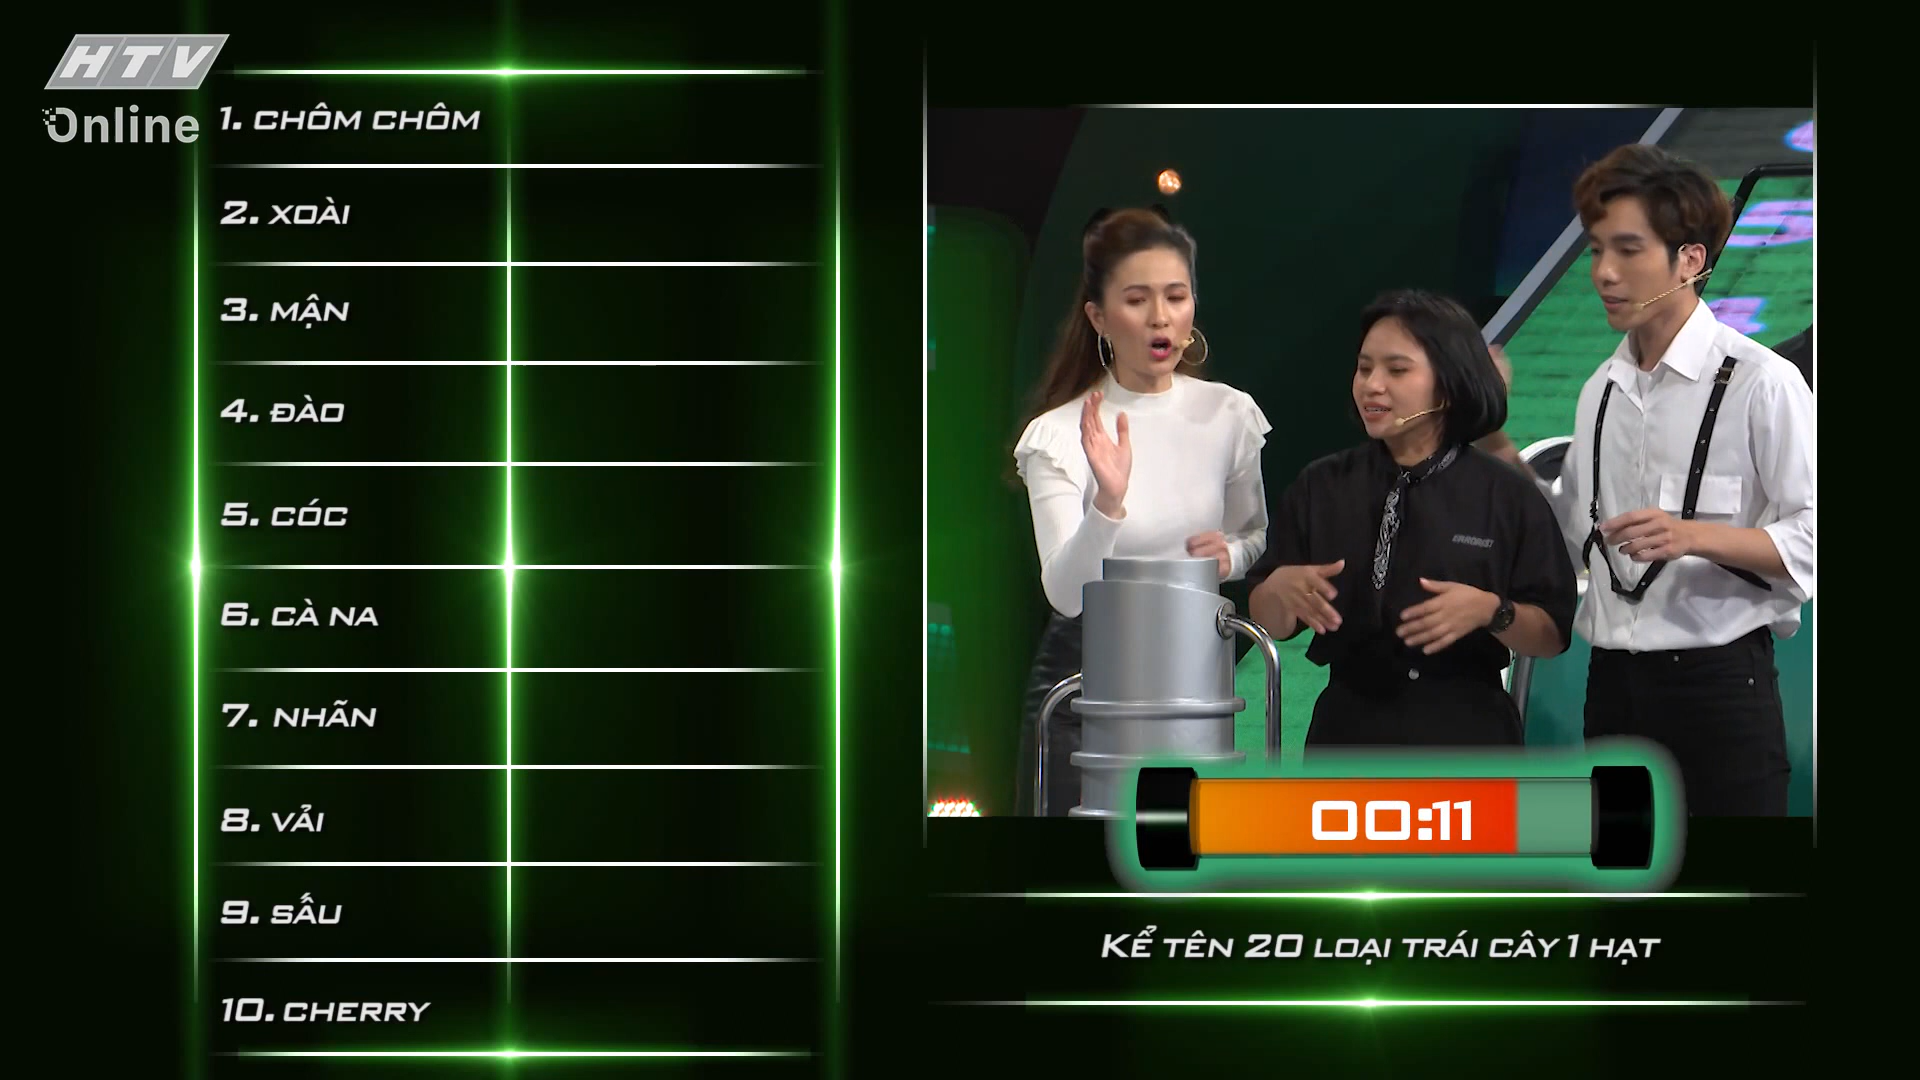 HTV
Online
1. CHÔM CHÔM
2. XOÀI
3. MẬN
4. ĐÀO
5. CÓC
6. CÀ NA
7. NHÃN
8. VẢI
9. SẤU
10. CHERRY
00:11
KỂ TÊN 20 LOẠI TRÁI CÂY 1 HẠT